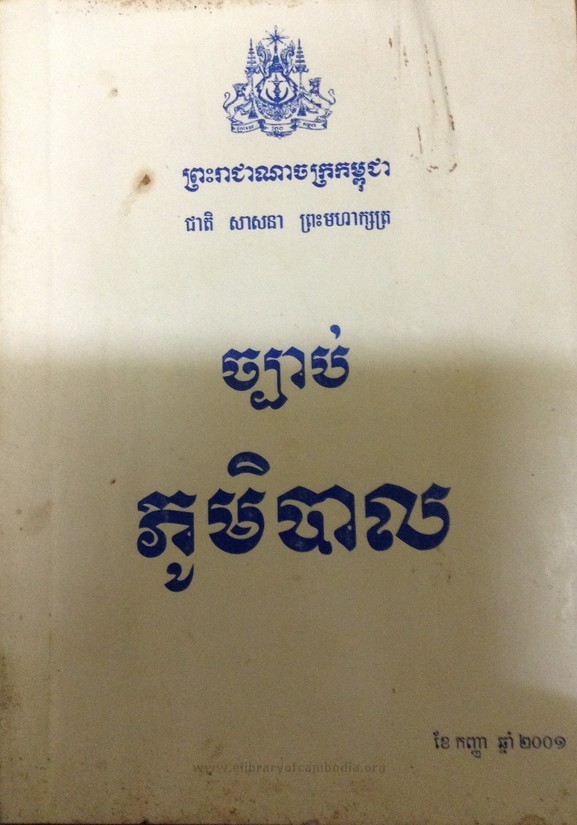 ព្រះរាជាណាចក្រកម្ពុជា
ជាតិ សាសនា ព្រះមហាក្សត្រ
ច្បាប់
ភូមិបាល
ខែ កញ្ញា ឆ្នាំ ២០០១
www.elibraryofcambodia.org